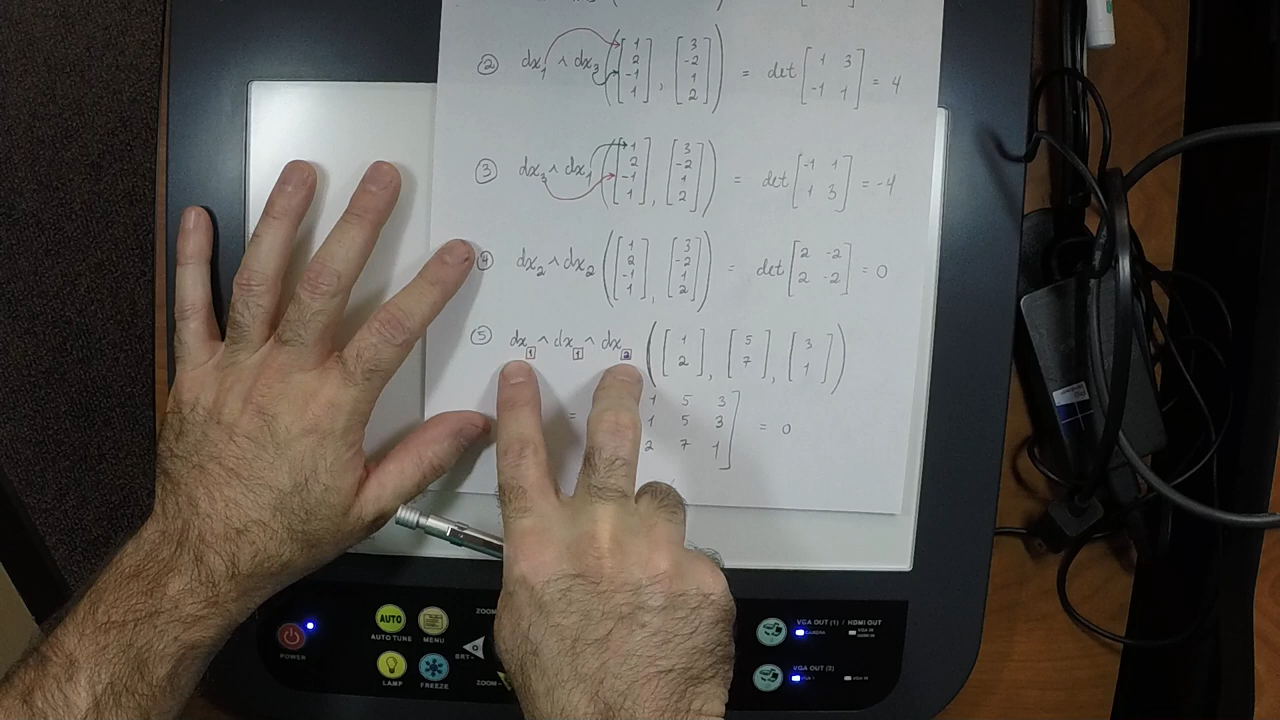 ② dx₁ ∧ dx₃ ([1 2 -1 1], [3 -2 1 2]) = det [1 3 -1 1] = 4
③ dx₃ ∧ dx₁ ([1 2 -1 1], [3 -2 1 2]) = det [-1 1 1 3] = -4
④ dx₂ ∧ dx₂ ([1 2 -1 1], [3 -2 1 2]) = det [2 -2 2 -2] = 0
⑤ dx₁ ∧ dx₁ ∧ dx₂ ([1 2], [5 7], [3 1])
1 5 3
= 1 5 3 = 0
2 7 1
AUTO
AUTO TUNE MENU
POWER
LAMP FREEZE
ZOOM
BRT-
ZOOM-
VGA OUT (1) / HDMI OUT
VGA OUT (2)